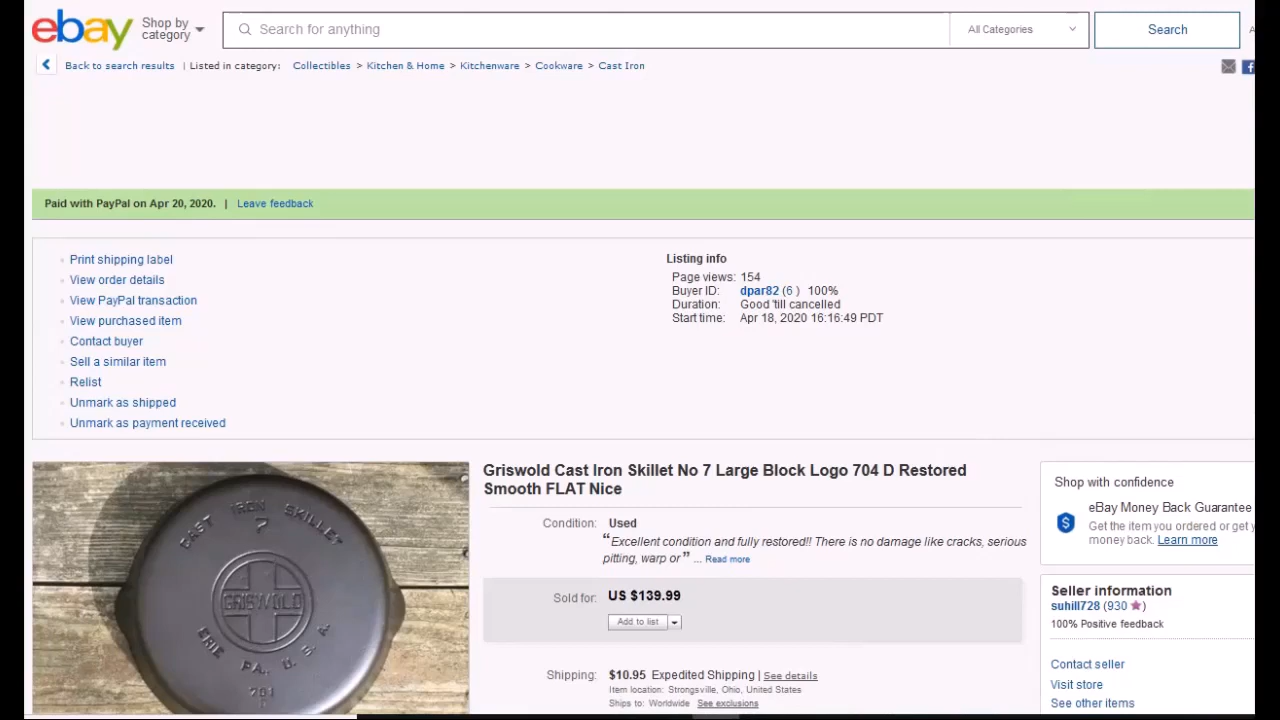 ebay
Shop by category
Search for anything
All Categories
Search
Back to search results | Listed in category: Collectibles > Kitchen & Home > Kitchenware > Cookware > Cast Iron
Paid with PayPal on Apr 20, 2020. | Leave feedback
Print shipping label
View order details
View PayPal transaction
View purchased item
Contact buyer
Sell a similar item
Relist
Unmark as shipped
Unmark as payment received
Listing info
Page views: 154
Buyer ID: dpar82 (6 ) 100%
Duration: Good 'till cancelled
Start time: Apr 18, 2020 16:16:49 PDT
CAST IRON SKILLET
7
GRISWOLD
ERIE PA., U. S. A.
701
Griswold Cast Iron Skillet No 7 Large Block Logo 704 D Restored
Smooth FLAT Nice
Condition: Used
“Excellent condition and fully restored!! There is no damage like cracks, serious
pitting, warp or” ... Read more
Sold for: US $139.99
Add to list
Shipping: $10.95 Expedited Shipping | See details
Item location: Strongsville, Ohio, United States
Ships to: Worldwide See exclusions
Shop with confidence
eBay Money Back Guarantee
Get the item you ordered or get y
money back. Learn more
Seller information
suhill728 (930 ★)
100% Positive feedback
Contact seller
Visit store
See other items